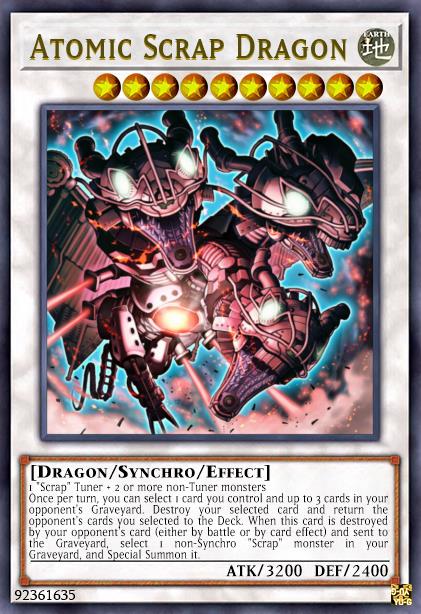 ATOMIC SCRAP DRAGON
EARTH
地
[DRAGON/SYNCHRO/EFFECT]
1 "Scrap" Tuner + 2 or more non-Tuner monsters
Once per turn, you can select 1 card you control and up to 3 cards in your
opponent's Graveyard. Destroy your selected card and return the
opponent's cards you selected to the Deck. When this card is destroyed
by your opponent's card (either by battle or by card effect) and sent to
the Graveyard, select 1 non-Synchro "Scrap" monster in your
Graveyard, and Special Summon it.
ATK/3200 DEF/2400
92361635